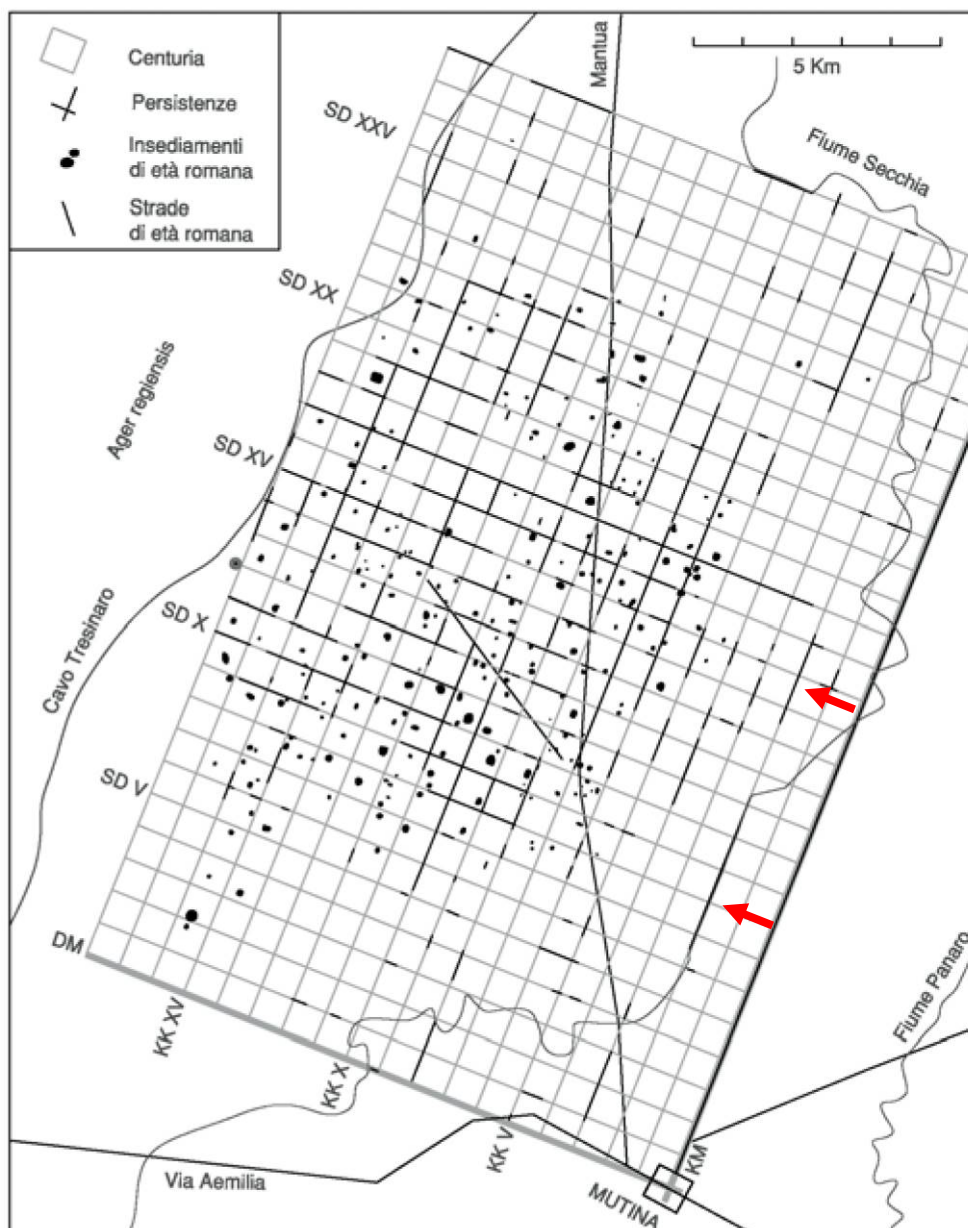 Centuria
Persistenze
Insediamenti
di età romana
Strade
di età romana
5 Km
Mantua
Fiume Secchia
SD XXV
SD XX
Ager regiensis
SD XV
SD X
Cavo Tresinaro
SD V
DM
KK XV
KK X
KK V
KM
Fiume Panaro
Via Aemilia
MUTINA